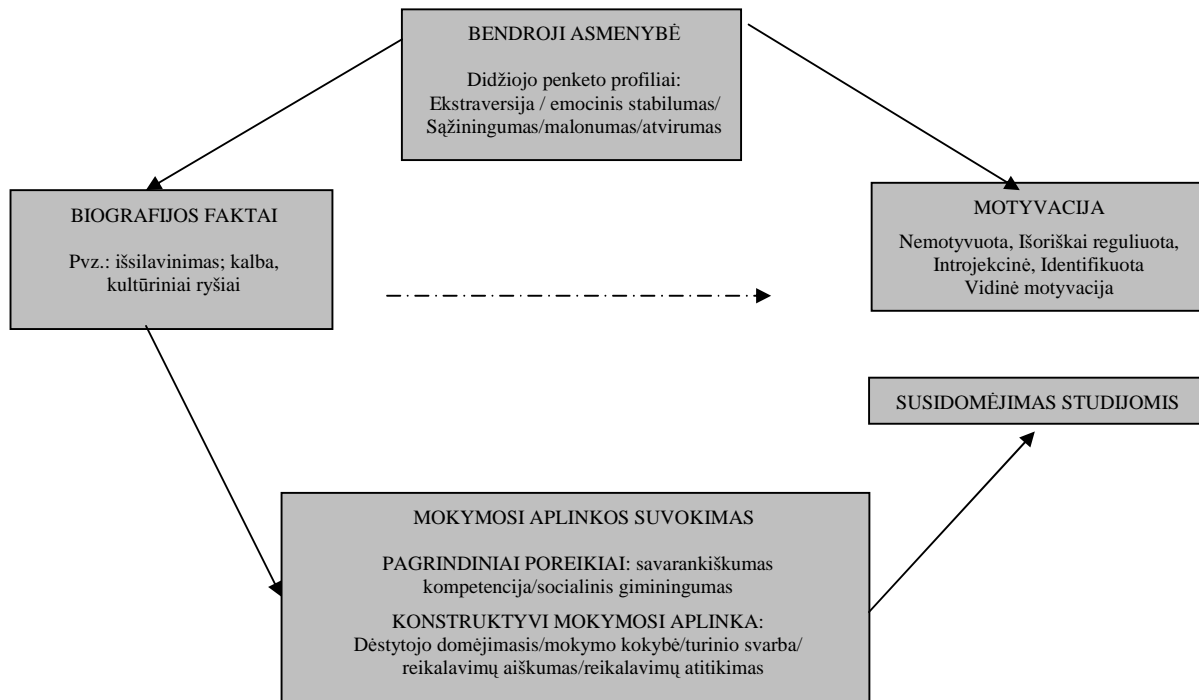 BENDROJI ASMENYBĖ
Didžiojo penketo profiliai:
Ekstraversija / emocinis stabilumas/
Sąžiningumas/malonumas/atvirumas
BIOGRAFIJOS FAKTAI
Pvz.: išsilavinimas; kalba,
kultūriniai ryšiai
MOTYVACIJA
Nemotyvuota, Išoriškai reguliuota,
Introjekcinė, Identifikuota
Vidinė motyvacija
SUSIDOMĖJIMAS STUDIJOMIS
MOKYMOSI APLINKOS SUVOKIMAS
PAGRINDINIAI POREIKIAI: savarankiškumas
kompetencija/socialinis giminingumas
KONSTRUKTYVI MOKYMOSI APLINKA:
Dėstytojo domėjimasis/mokymo kokybė/turinio svarba/
reikalavimų aiškumas/reikalavimų atitikimas